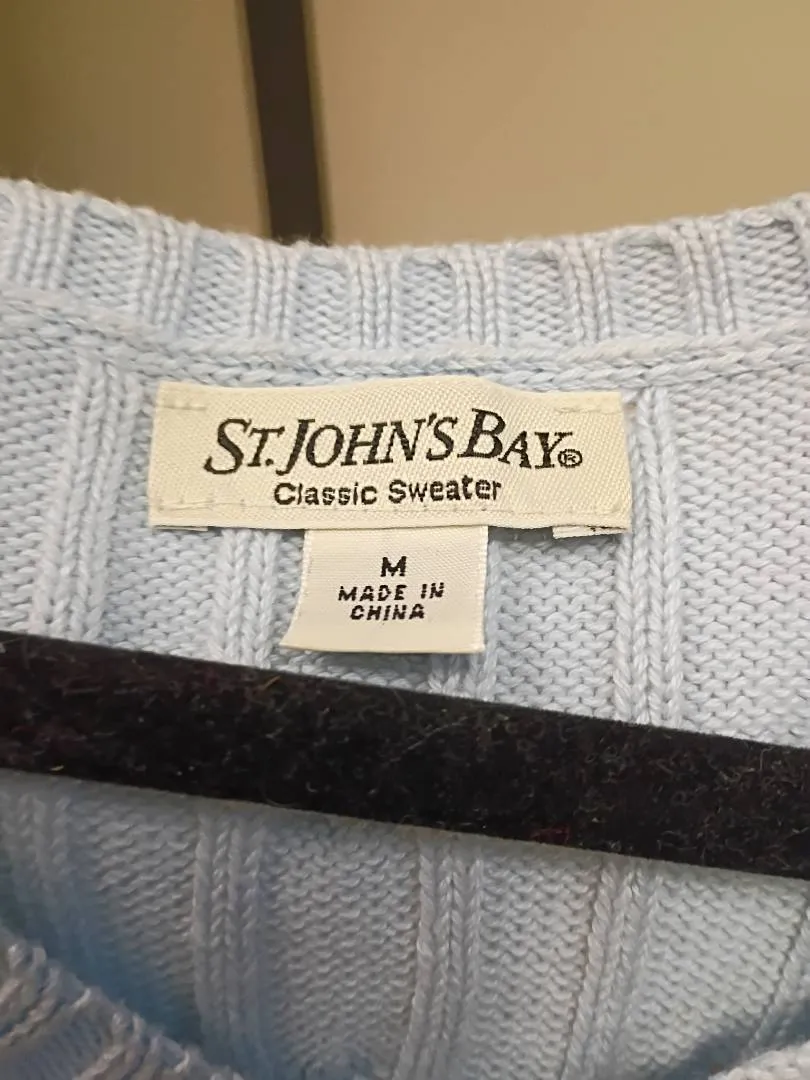 ST. JOHN'S BAY®
Classic Sweater
M
MADE IN
CHINA